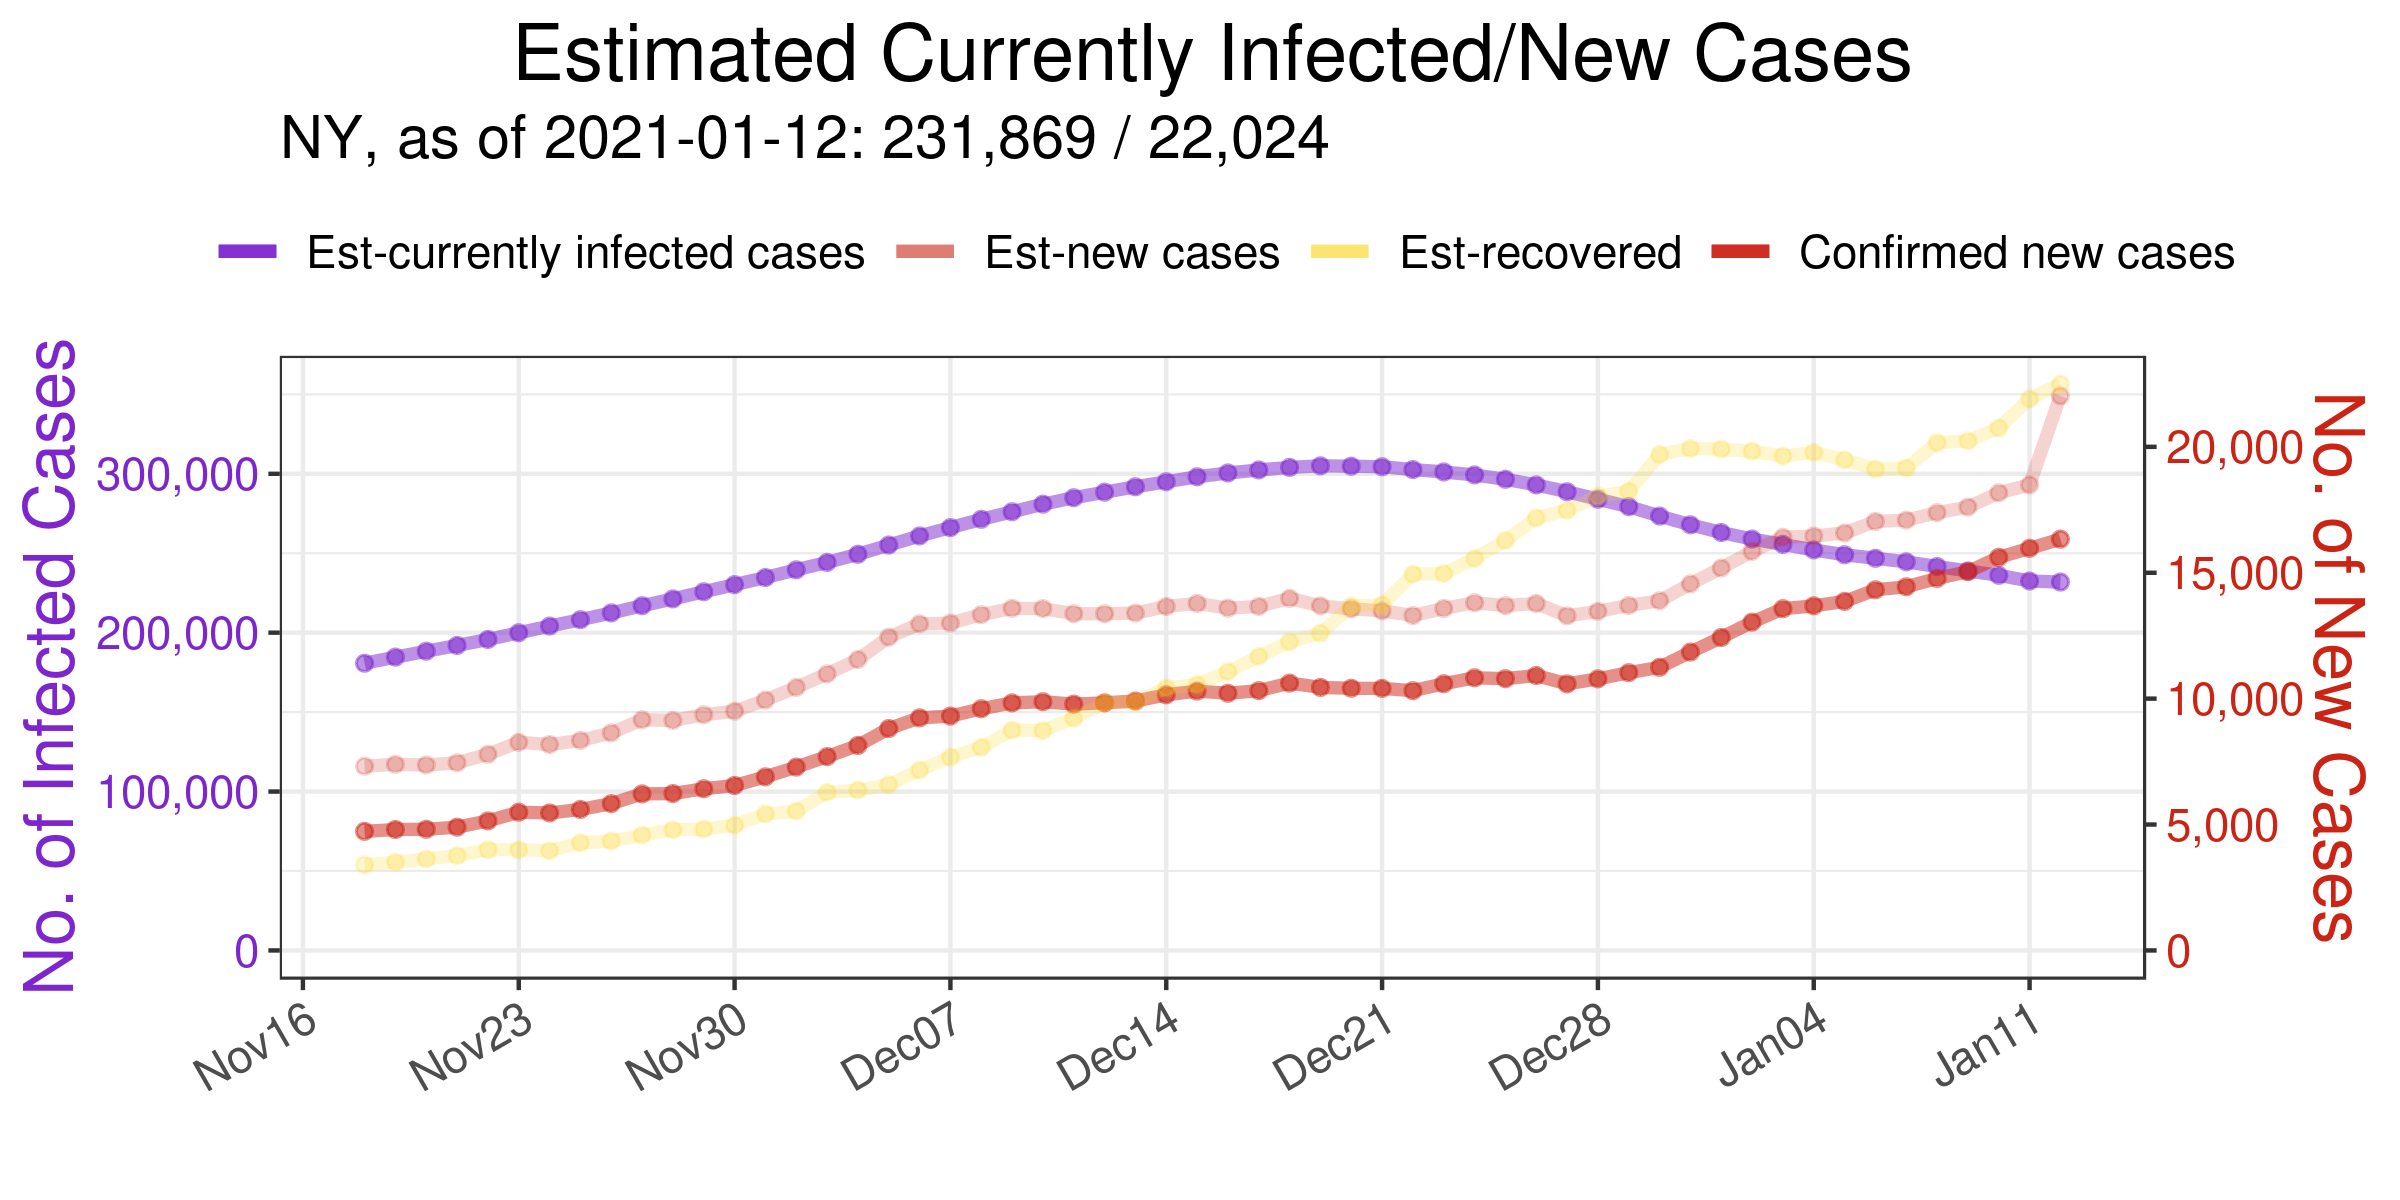 Estimated Currently Infected/New Cases
NY, as of 2021-01-12: 231,869 / 22,024
Est-currently infected cases Est-new cases Est-recovered Confirmed new cases
No. of Infected Cases
300,000
200,000
100,000
0
20,000
15,000
10,000
5,000
0
No. of New Cases
Nov16 Nov23 Nov30 Dec07 Dec14 Dec21 Dec28 Jan04 Jan11